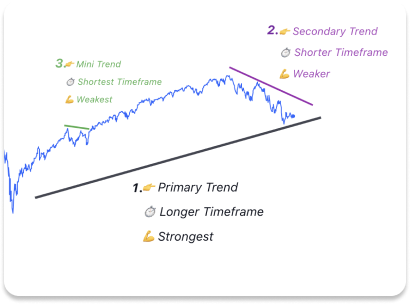 2.👉 Secondary Trend
⏱️ Shorter Timeframe
💪 Weaker
3.👉 Mini Trend
⏱️ Shortest Timeframe
💪 Weakest
1.👉 Primary Trend
⏱️ Longer Timeframe
💪 Strongest